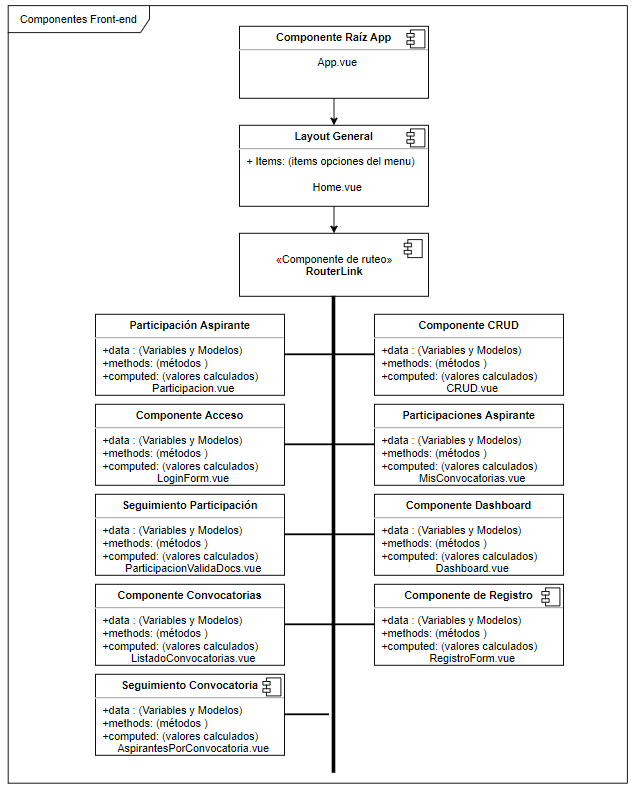 Componentes Front-end
Componente Raíz App
App.vue
Layout General
+ Items: (items opciones del menu)
Home.vue
«Componente de ruteo»
RouterLink
Participación Aspirante
+data : (Variables y Modelos)
+methods: (métodos )
+computed: (valores calculados)
Participacion.vue
Componente CRUD
+data : (Variables y Modelos)
+methods: (métodos )
+computed: (valores calculados)
CRUD.vue
Componente Acceso
+data : (Variables y Modelos)
+methods: (métodos )
+computed: (valores calculados)
LoginForm.vue
Participaciones Aspirante
+data : (Variables y Modelos)
+methods: (métodos )
+computed: (valores calculados)
MisConvocatorias.vue
Seguimiento Participación
+data : (Variables y Modelos)
+methods: (métodos )
+computed: (valores calculados)
ParticipacionValidaDocs.vue
Componente Dashboard
+data : (Variables y Modelos)
+methods: (métodos )
+computed: (valores calculados)
Dashboard.vue
Componente Convocatorias
+data : (Variables y Modelos)
+methods: (métodos )
+computed: (valores calculados)
ListadoConvocatorias.vue
Componente de Registro
+data : (Variables y Modelos)
+methods: (métodos )
+computed: (valores calculados)
RegistroForm.vue
Seguimiento Convocatoria
+data : (Variables y Modelos)
+methods: (métodos )
+computed: (valores calculados)
AspirantesPorConvocatoria.vue